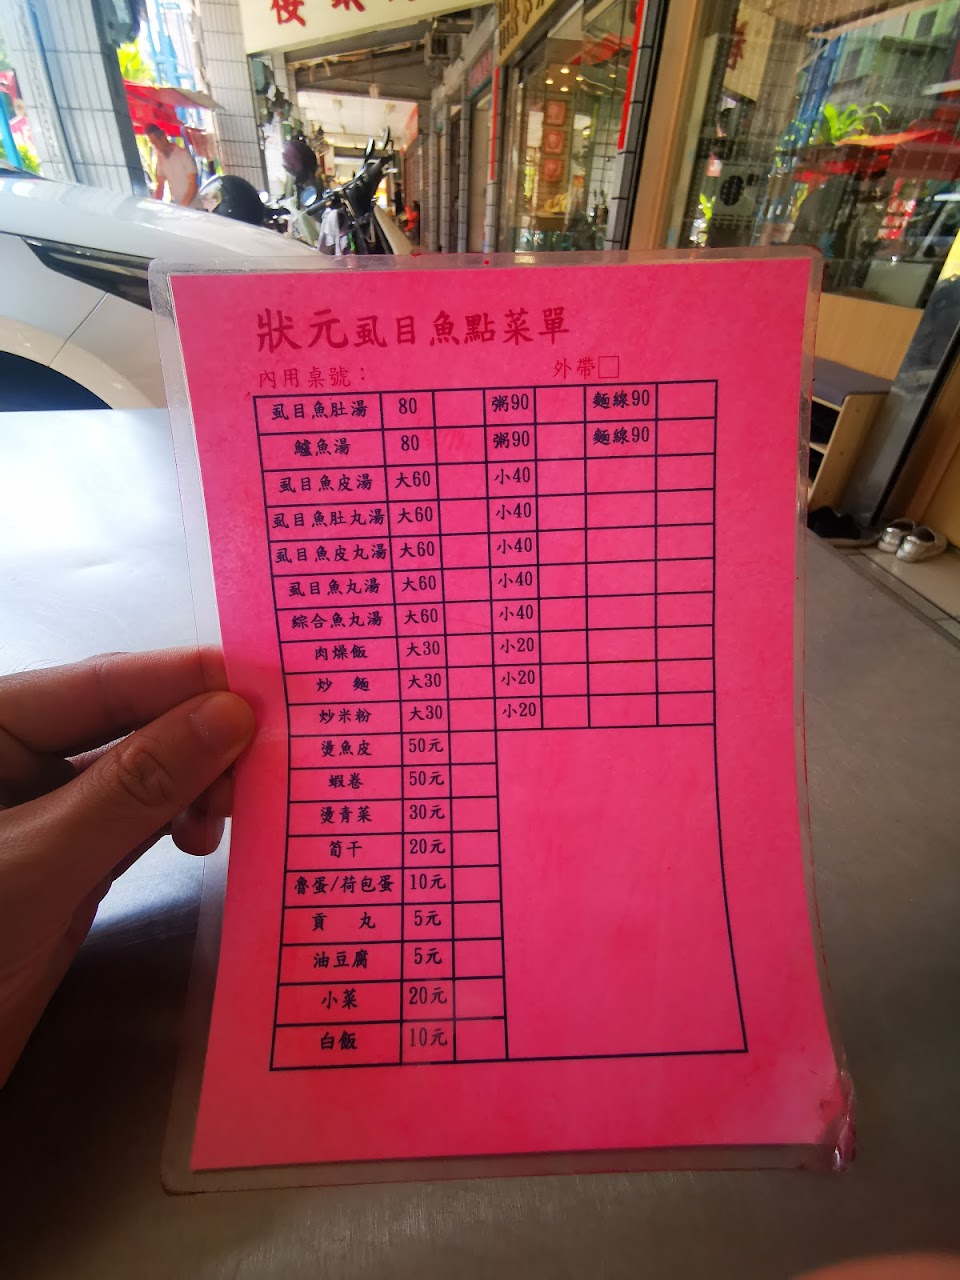 樓
狀元虱目魚點菜單
內用桌號： 外帶□
虱目魚肚湯 80 粥90 麵線90
鱸魚湯 80 粥90 麵線90
虱目魚皮湯 大60 小40
虱目魚肚丸湯 大60 小40
虱目魚皮丸湯 大60 小40
虱目魚丸湯 大60 小40
綜合魚丸湯 大60 小40
肉燥飯 大30 小20
炒 麵 大30 小20
炒米粉 大30 小20
燙魚皮 50元
蝦卷 50元
燙青菜 30元
筍干 20元
魯蛋/荷包蛋 10元
貢 丸 5元
油豆腐 5元
小菜 20元
白飯 10元